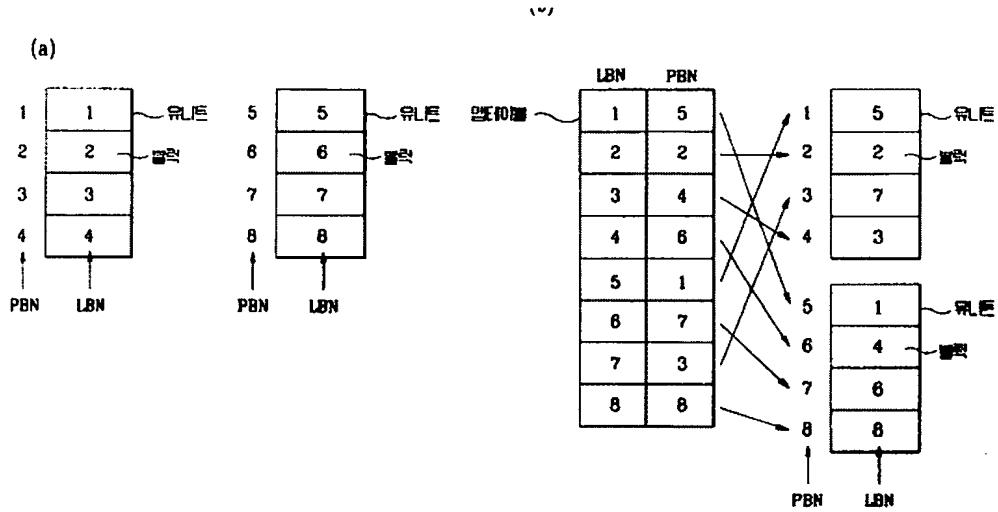 (a)
1 1 유니트
2 2 블럭
3 3
4 4
PBN LBN
5 5 유니트
6 6 블럭
7 7
8 8
PBN LBN
LBN PBN
맵테이블
1 5
2 2
3 4
4 6
5 1
6 7
7 3
8 8
1 5 유니트
2 2 블럭
3 7
4 3
5 1 유니트
6 4 블럭
7 6
8 8
PBN LBN